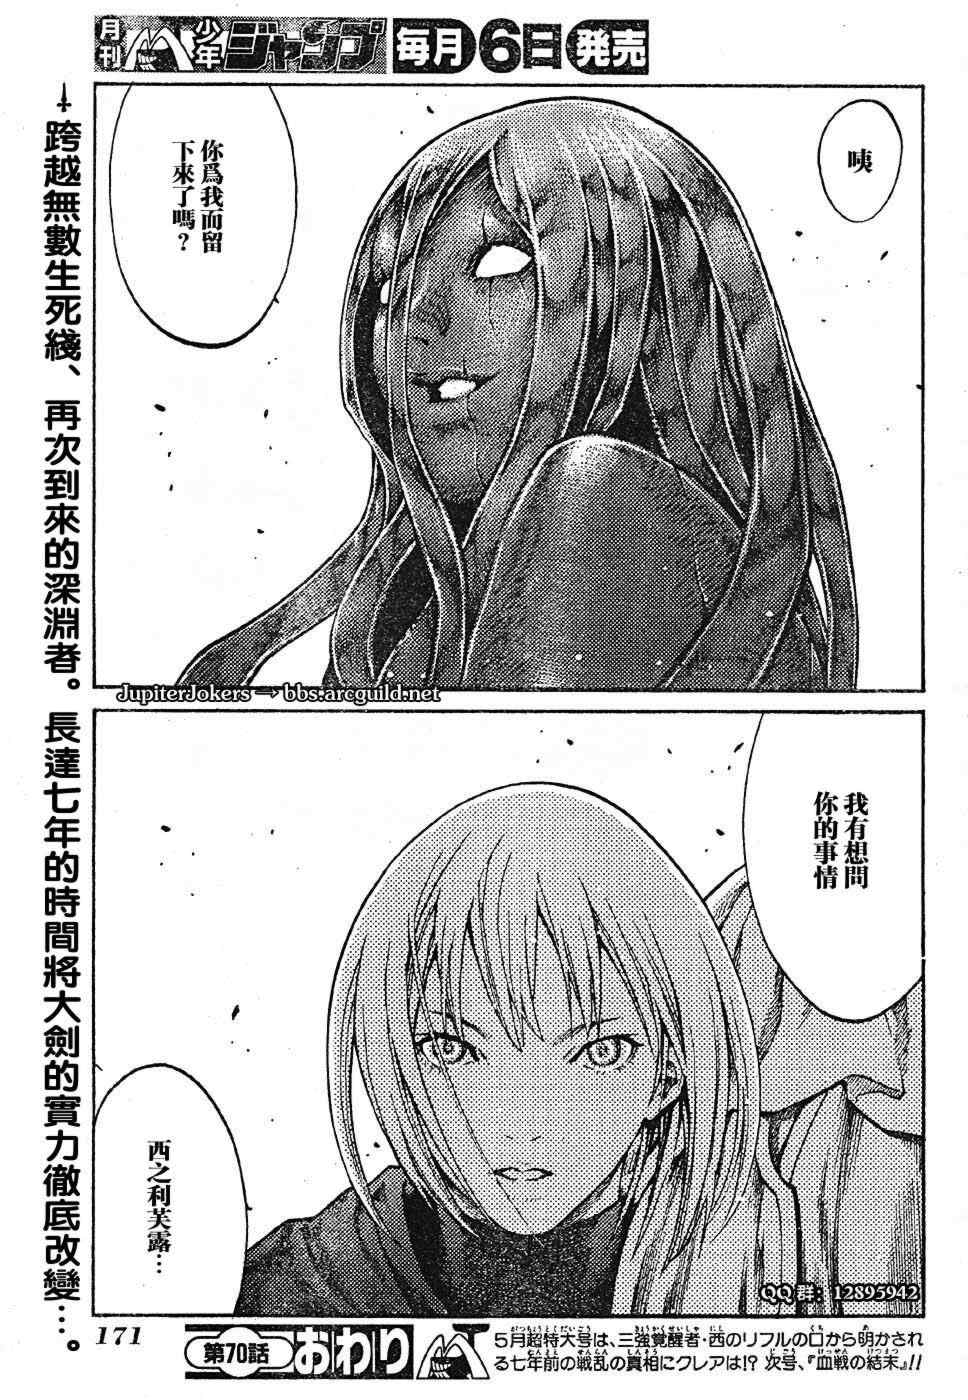 月刊少年ジャンプ 毎月6日発売
咦
你爲我而留
下來了嗎？
跨越無數生死綫、再次到來的深淵者。長達七年的時間將大劍的實力徹底改變…。
JupiterJokers → bbs.arcguild.net
我有想問
你的事情
西之利芙露…
QQ群: 12895942
171
第70話 おわり
5月超特大号は、三強覚醒者・西のリフルの口から明かされ
る七年前の戦乱の真相にクレアは!? 次号、『血戦の結末』!!